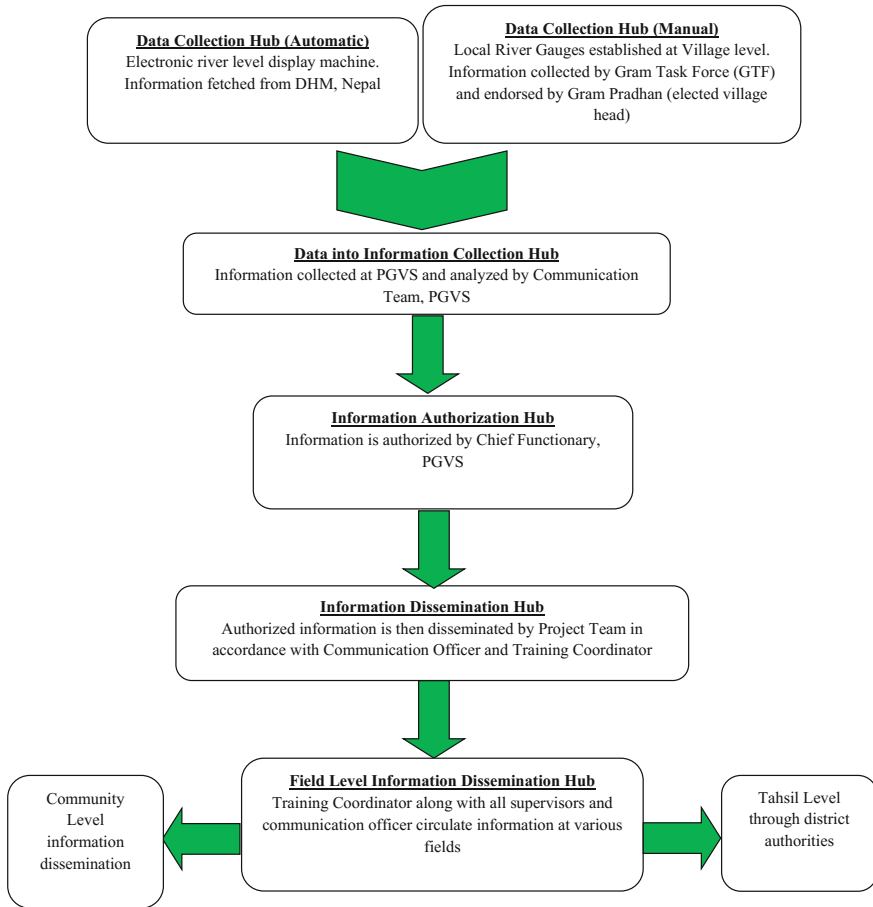 Data Collection Hub (Automatic)
Electronic river level display machine.
Information fetched from DHM, Nepal
Data Collection Hub (Manual)
Local River Gauges established at Village level.
Information collected by Gram Task Force (GTF)
and endorsed by Gram Pradhan (elected village
head)
Data into Information Collection Hub
Information collected at PGVS and analyzed by Communication
Team, PGVS
Information Authorization Hub
Information is authorized by Chief Functionary,
PGVS
Information Dissemination Hub
Authorized information is then disseminated by Project Team in
accordance with Communication Officer and Training Coordinator
Community
Level
information
dissemination
Field Level Information Dissemination Hub
Training Coordinator along with all supervisors and
communication officer circulate information at various
fields
Tahsil Level
through district
authorities